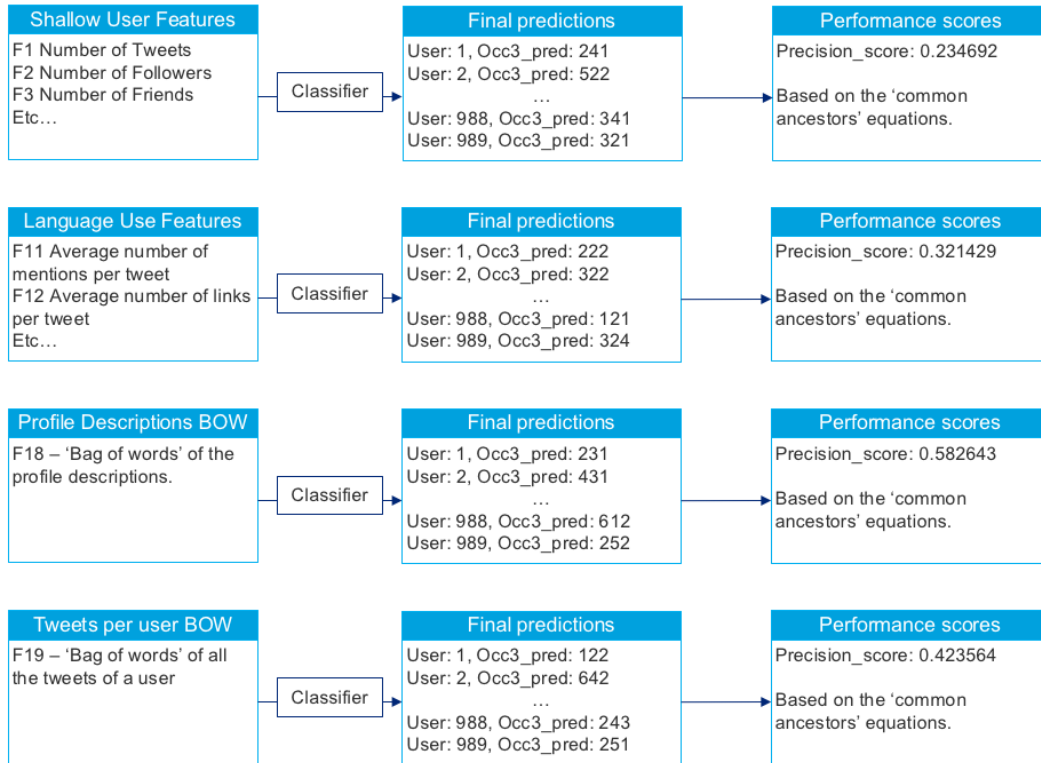 Shallow User Features
F1 Number of Tweets
F2 Number of Followers
F3 Number of Friends
Etc…
Classifier
Final predictions
User: 1, Occ3_pred: 241
User: 2, Occ3_pred: 522
…
User: 988, Occ3_pred: 341
User: 989, Occ3_pred: 321
Performance scores
Precision_score: 0.234692
Based on the ‘common
ancestors’ equations.
Language Use Features
F11 Average number of
mentions per tweet
F12 Average number of links
per tweet
Etc…
Classifier
Final predictions
User: 1, Occ3_pred: 222
User: 2, Occ3_pred: 322
…
User: 988, Occ3_pred: 121
User: 989, Occ3_pred: 324
Performance scores
Precision_score: 0.321429
Based on the ‘common
ancestors’ equations.
Profile Descriptions BOW
F18 – ‘Bag of words’ of the
profile descriptions.
Classifier
Final predictions
User: 1, Occ3_pred: 231
User: 2, Occ3_pred: 431
…
User: 988, Occ3_pred: 612
User: 989, Occ3_pred: 252
Performance scores
Precision_score: 0.582643
Based on the ‘common
ancestors’ equations.
Tweets per user BOW
F19 – ‘Bag of words’ of all
the tweets of a user
Classifier
Final predictions
User: 1, Occ3_pred: 122
User: 2, Occ3_pred: 642
…
User: 988, Occ3_pred: 243
User: 989, Occ3_pred: 251
Performance scores
Precision_score: 0.423564
Based on the ‘common
ancestors’ equations.